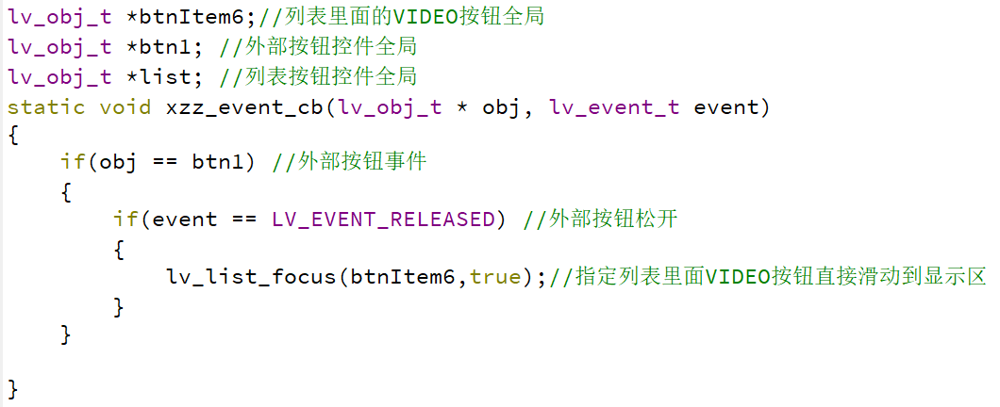 lv_obj_t *btnItem6;//列表里面的VIDEO按钮全局
lv_obj_t *btn1; //外部按钮控件全局
lv_obj_t *list; //列表按钮控件全局
static void xzz_event_cb(lv_obj_t * obj, lv_event_t event)
{
    if(obj == btn1) //外部按钮事件
    {
        if(event == LV_EVENT_RELEASED) //外部按钮松开
        {
            lv_list_focus(btnItem6,true);//指定列表里面VIDEO按钮直接滑动到显示区
        }
    }
}